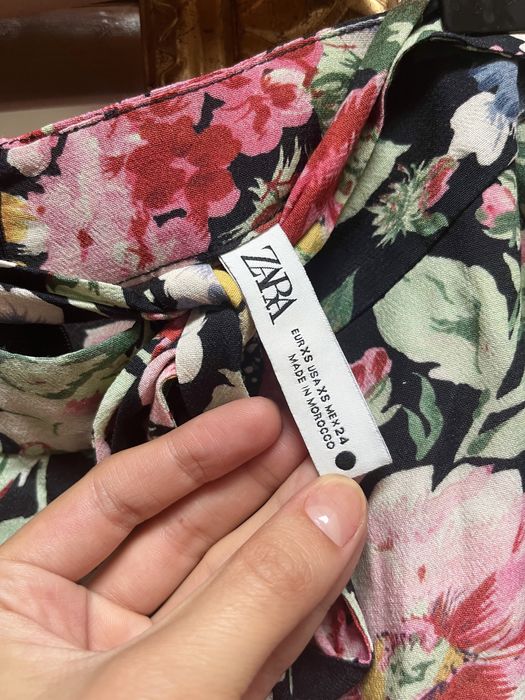 ZARA
EUR XS USA XS MEX 24
MADE IN MOROCCO